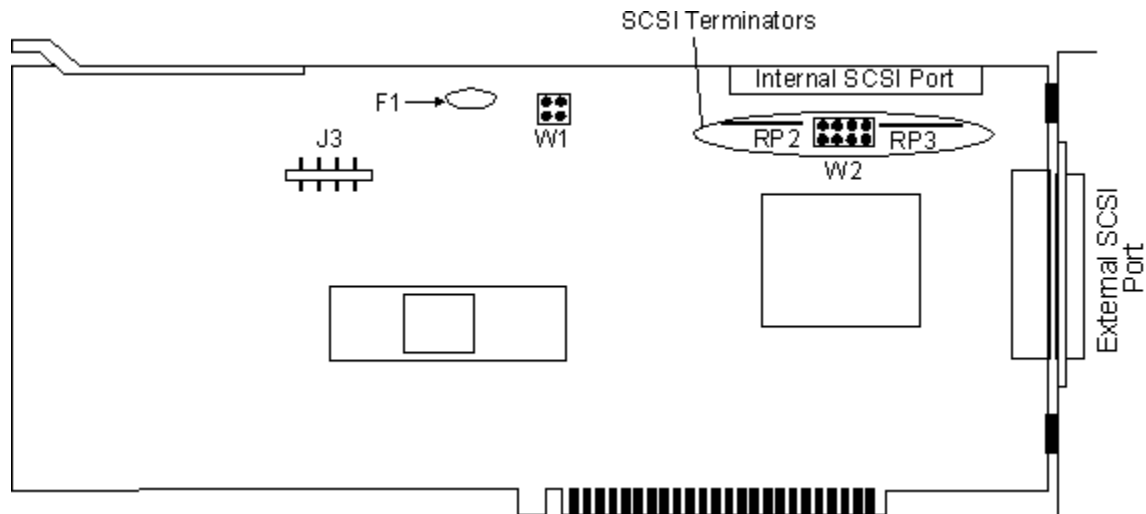 SCSI Terminators
Internal SCSI Port
F1
W1
RP2
RP3
J3
W2
External SCSI
Port